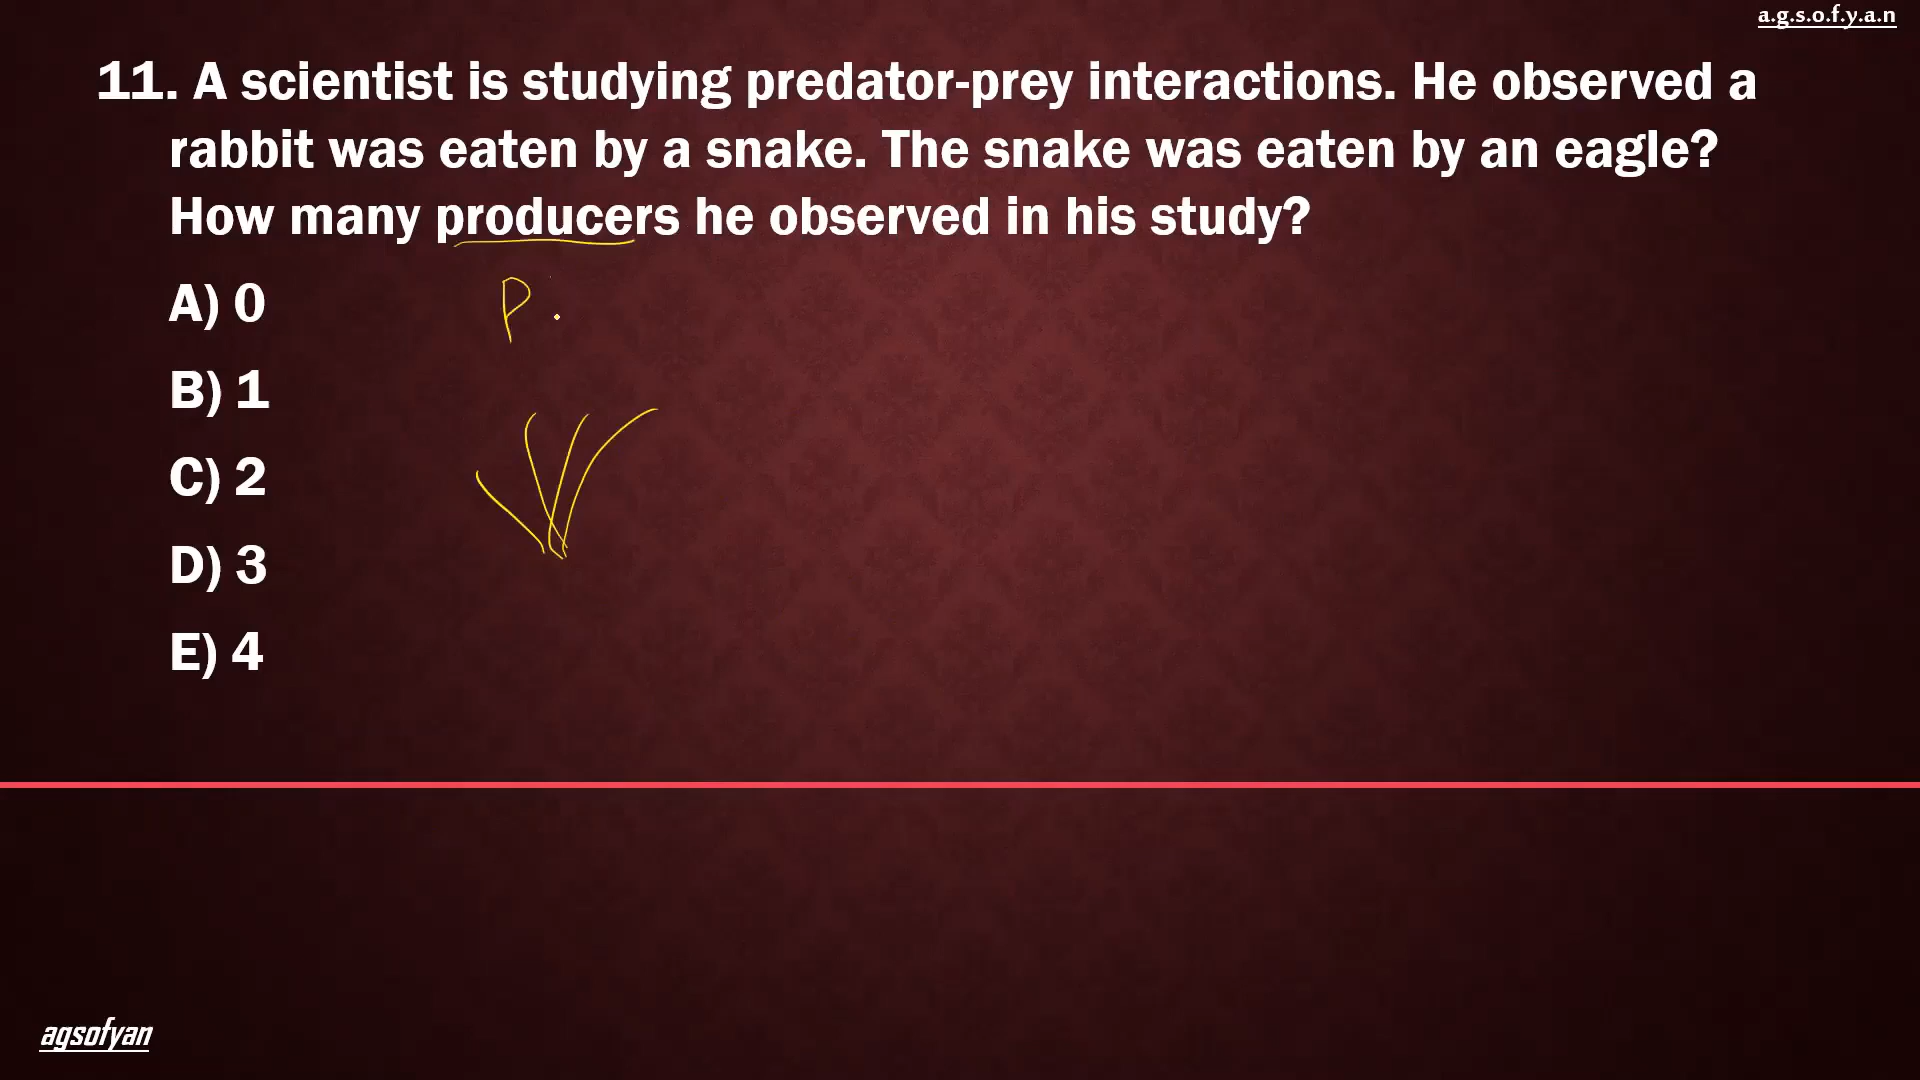 a.g.s.o.f.y.a.n
11. A scientist is studying predator-prey interactions. He observed a
rabbit was eaten by a snake. The snake was eaten by an eagle?
How many producers he observed in his study?
A) 0
P
B) 1
C) 2
D) 3
E) 4
agsofyan